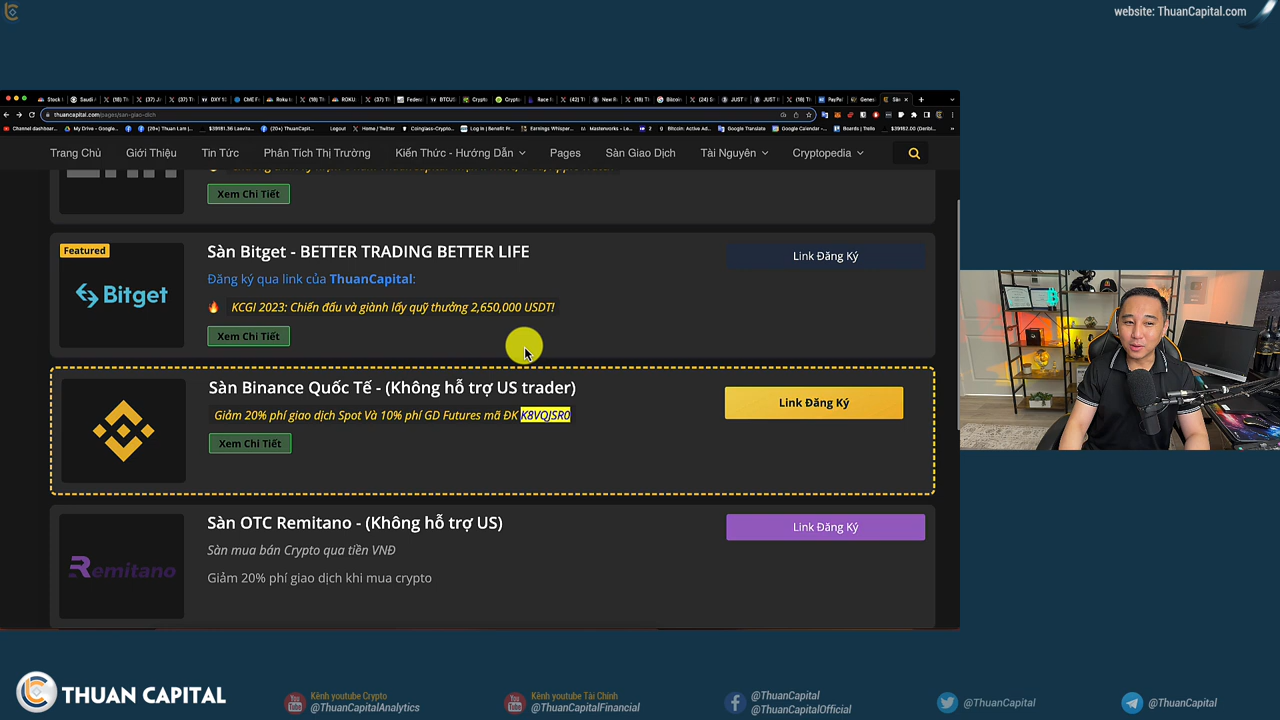 website: ThuanCapital.com
thuancapital.com/pages/san-giao-dich
Trang Chủ
Giới Thiệu
Tin Tức
Phân Tích Thị Trường
Kiến Thức - Hướng Dẫn
Pages
Sàn Giao Dịch
Tài Nguyên
Cryptopedia
Xem Chi Tiết
Featured
Bitget
Sàn Bitget - BETTER TRADING BETTER LIFE
Link Đăng Ký
Đăng ký qua link của ThuanCapital:
KCGI 2023: Chiến đấu và giành lấy quỹ thưởng 2,650,000 USDT!
Xem Chi Tiết
Sàn Binance Quốc Tế - (Không hỗ trợ US trader)
Link Đăng Ký
Giảm 20% phí giao dịch Spot Và 10% phí GD Futures mã ĐK K8VQJSR0
Xem Chi Tiết
Remitano
Sàn OTC Remitano - (Không hỗ trợ US)
Link Đăng Ký
Sàn mua bán Crypto qua tiền VNĐ
Giảm 20% phí giao dịch khi mua crypto
THUAN CAPITAL
Kênh youtube Crypto
@ThuanCapitalAnalytics
Kênh youtube Tài Chính
@ThuanCapitalFinancial
@ThuanCapital
@ThuanCapitalOfficial
@ThuanCapital
@ThuanCapital